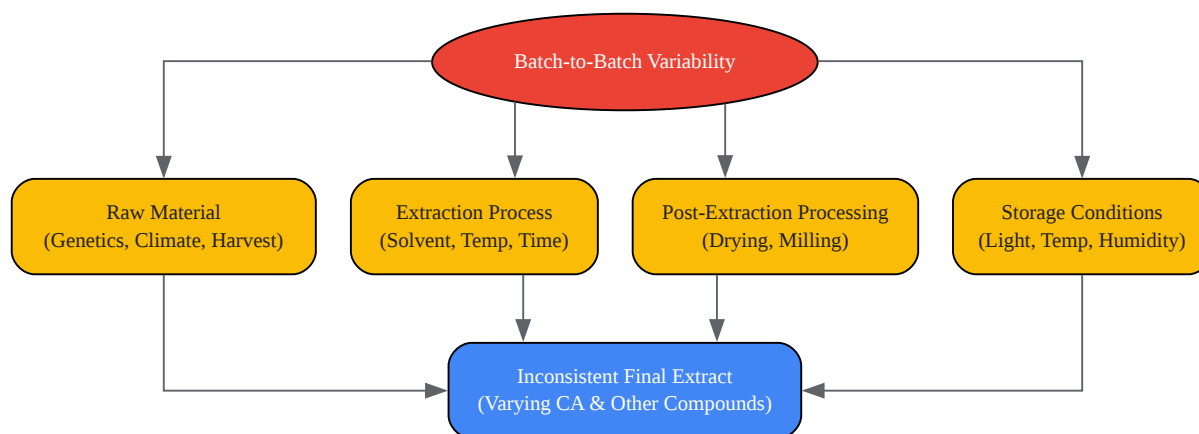 Batch-to-Batch Variability
Raw Material
(Genetics, Climate, Harvest)
Extraction Process
(Solvent, Temp, Time)
Post-Extraction Processing
(Drying, Milling)
Storage Conditions
(Light, Temp, Humidity)
Inconsistent Final Extract
(Varying CA & Other Compounds)